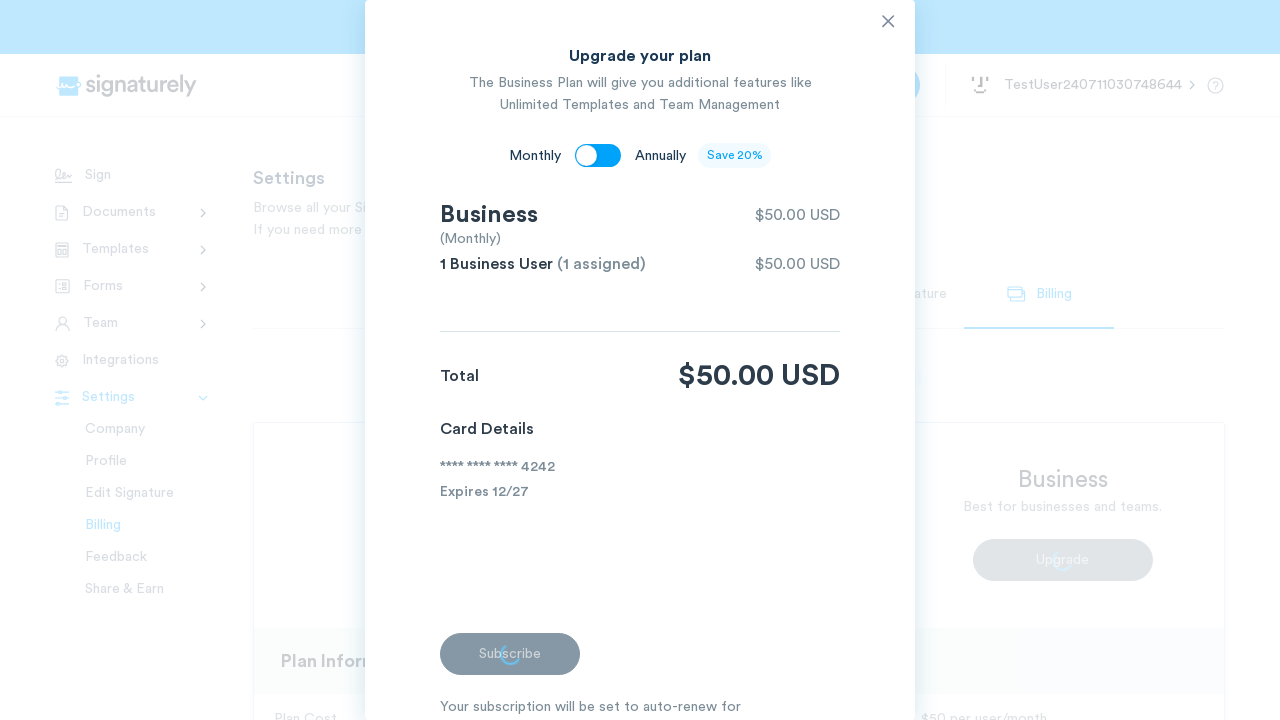 Upgrade your plan
The Business Plan will give you additional features like
Unlimited Templates and Team Management
Monthly Annually Save 20%
Business $50.00 USD
(Monthly)
1 Business User (1 assigned) $50.00 USD
Total $50.00 USD
Card Details
**** **** **** 4242
Expires 12/27
Subscribe
Your subscription will be set to auto-renew for
signaturely
TestUser240711030748644
Sign
Documents
Templates
Forms
Team
Integrations
Settings
Company
Profile
Edit Signature
Billing
Feedback
Share & Earn
Settings
Browse all your Si
If you need more
ature
Billing
Business
Best for businesses and teams.
Upgrade
Plan Inforn
Plan Cost
$50 per user/month